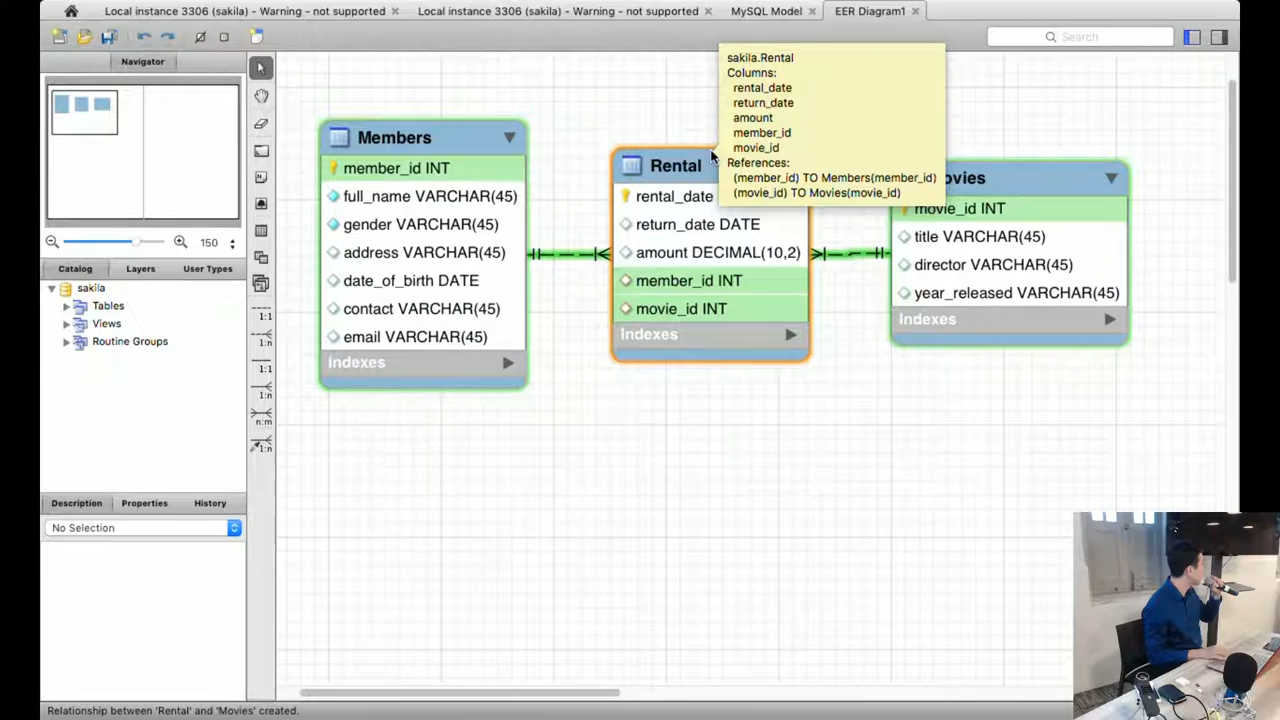 Local instance 3306 (sakila) - Warning - not supported
Local instance 3306 (sakila) - Warning - not supported
MySQL Model
EER Diagram1
Search
Navigator
150
Catalog
Layers
User Types
sakila
Tables
Views
Routine Groups
Description
Properties
History
No Selection
1:1
1:n
1:1
1:n
n:m
1:n
Members
member_id INT
full_name VARCHAR(45)
gender VARCHAR(45)
address VARCHAR(45)
date_of_birth DATE
contact VARCHAR(45)
email VARCHAR(45)
Indexes
Rental
rental_date
return_date DATE
amount DECIMAL(10,2)
member_id INT
movie_id INT
Indexes
sakila.Rental
Columns:
rental_date
return_date
amount
member_id
movie_id
References:
(member_id) TO Members(member_id)
(movie_id) TO Movies(movie_id)
ovies
movie_id INT
title VARCHAR(45)
director VARCHAR(45)
year_released VARCHAR(45)
Indexes
Relationship between 'Rental' and 'Movies' created.